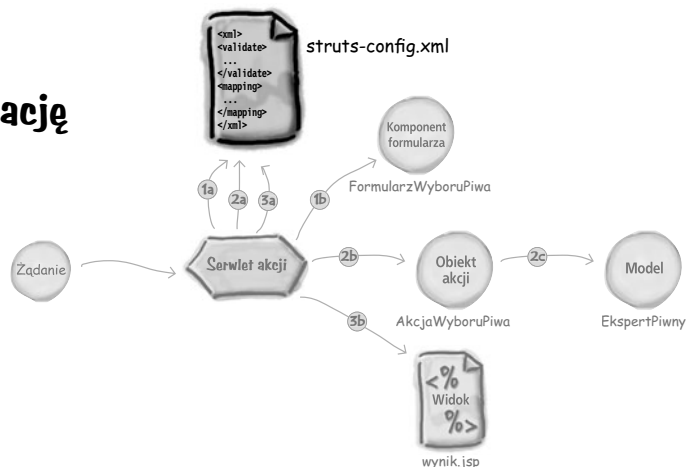 <xml>
<validate>
...
</validate>
<mapping>
...
</mapping>
</xml>
struts-config.xml
ację
Komponent
formularza
FormularzWyboruPiwa
1a
2a
3a
1b
Żądanie
Serwlet akcji
2b
Obiekt
akcji
AkcjaWyboruPiwa
2c
Model
EkspertPiwny
3b
<%
Widok
%>
wynik.jsp